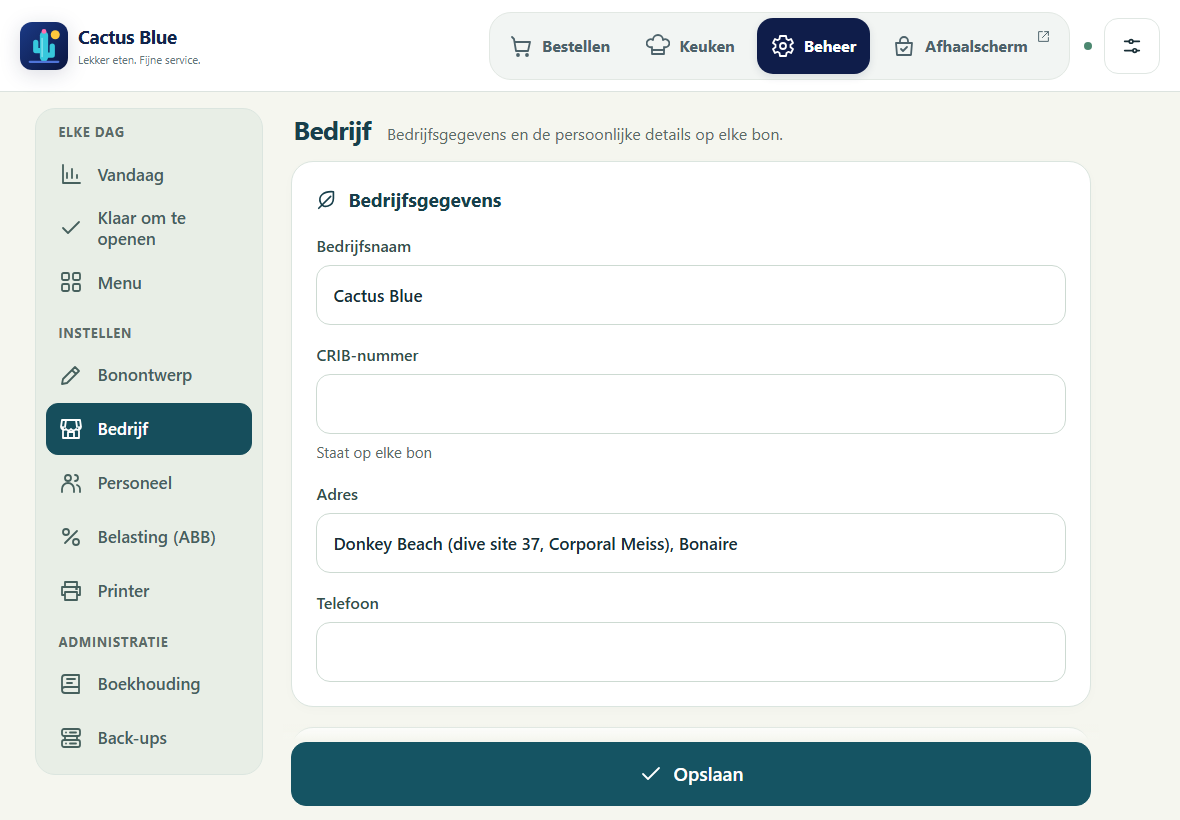 Cactus Blue
Lekker eten. Fijne service.
Bestellen
Keuken
Beheer
Afhaalscherm
ELKE DAG
Vandaag
Klaar om te
openen
Menu
INSTELLEN
Bonontwerp
Bedrijf
Personeel
Belasting (ABB)
Printer
ADMINISTRATIE
Boekhouding
Back-ups
Bedrijf
Bedrijfsgegevens en de persoonlijke details op elke bon.
Bedrijfsgegevens
Bedrijfsnaam
Cactus Blue
CRIB-nummer
Staat op elke bon
Adres
Donkey Beach (dive site 37, Corporal Meiss), Bonaire
Telefoon
Opslaan